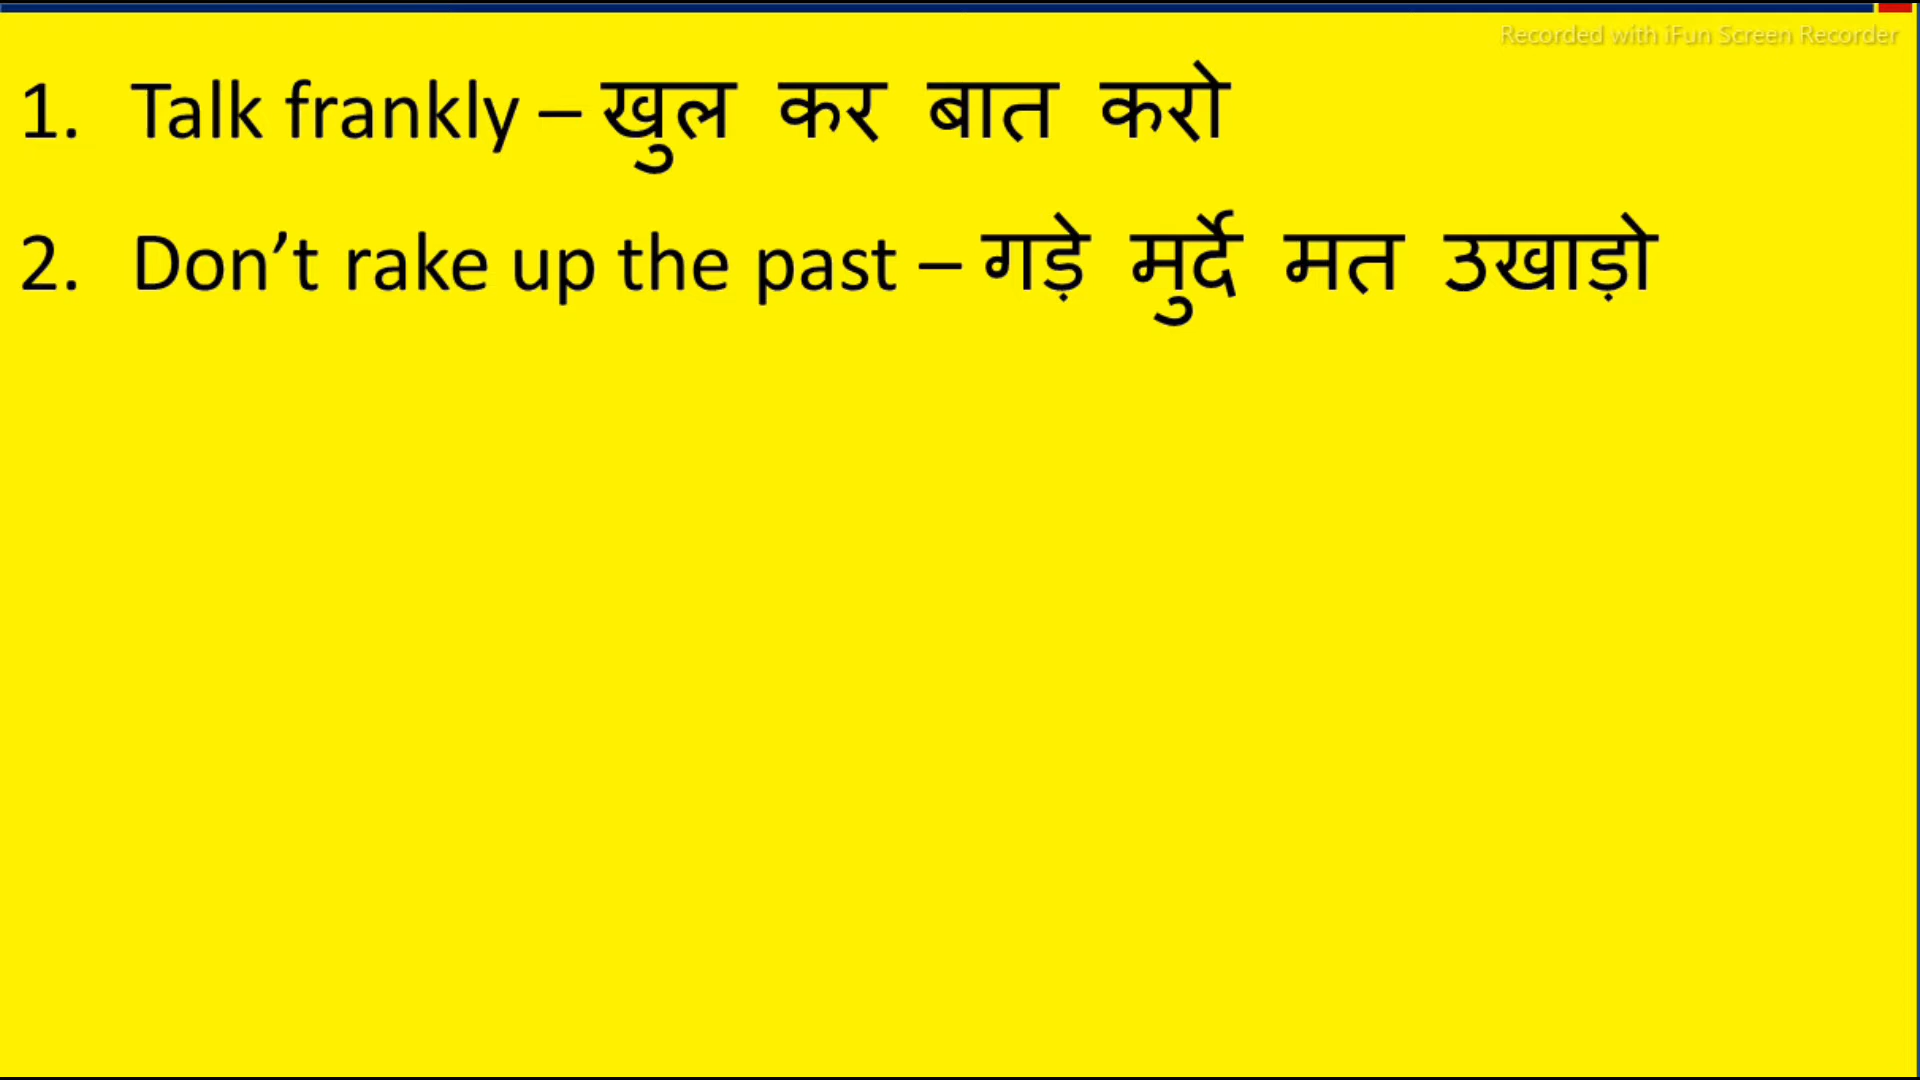 Recorded with iFun Screen Recorder
1. Talk frankly – खुल कर बात करो
2. Don’t rake up the past – गड़े मुर्दे मत उखाड़ो